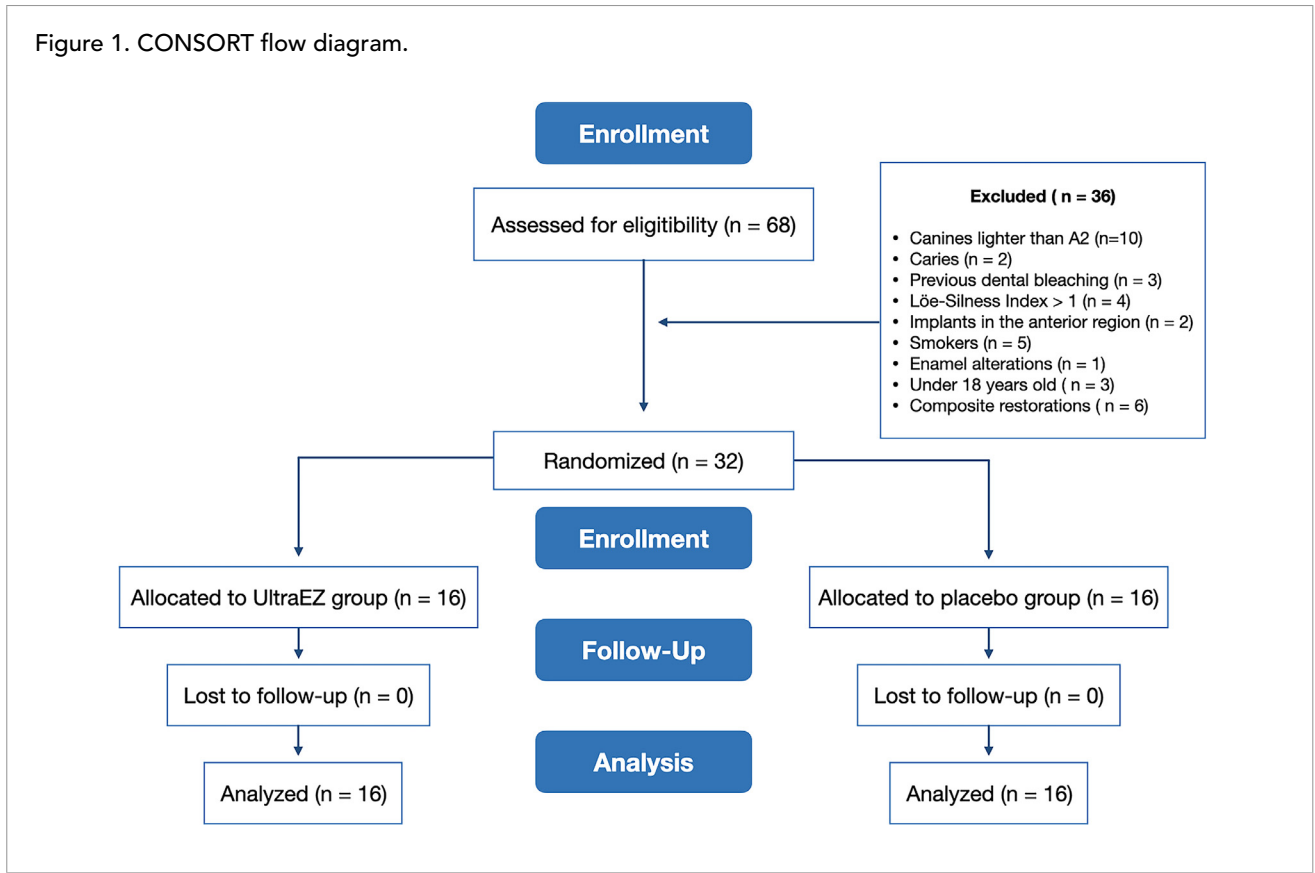 Figure 1. CONSORT flow diagram.
Enrollment
Assessed for eligitibility (n = 68)
Excluded ( n = 36)
• Canines lighter than A2 (n=10)
• Caries (n = 2)
• Previous dental bleaching (n = 3)
• Löe-Silness Index > 1 (n = 4)
• Implants in the anterior region (n = 2)
• Smokers (n = 5)
• Enamel alterations (n = 1)
• Under 18 years old ( n = 3)
• Composite restorations ( n = 6)
Randomized (n = 32)
Enrollment
Allocated to UltraEZ group (n = 16)
Allocated to placebo group (n = 16)
Follow-Up
Lost to follow-up (n = 0)
Lost to follow-up (n = 0)
Analysis
Analyzed (n = 16)
Analyzed (n = 16)